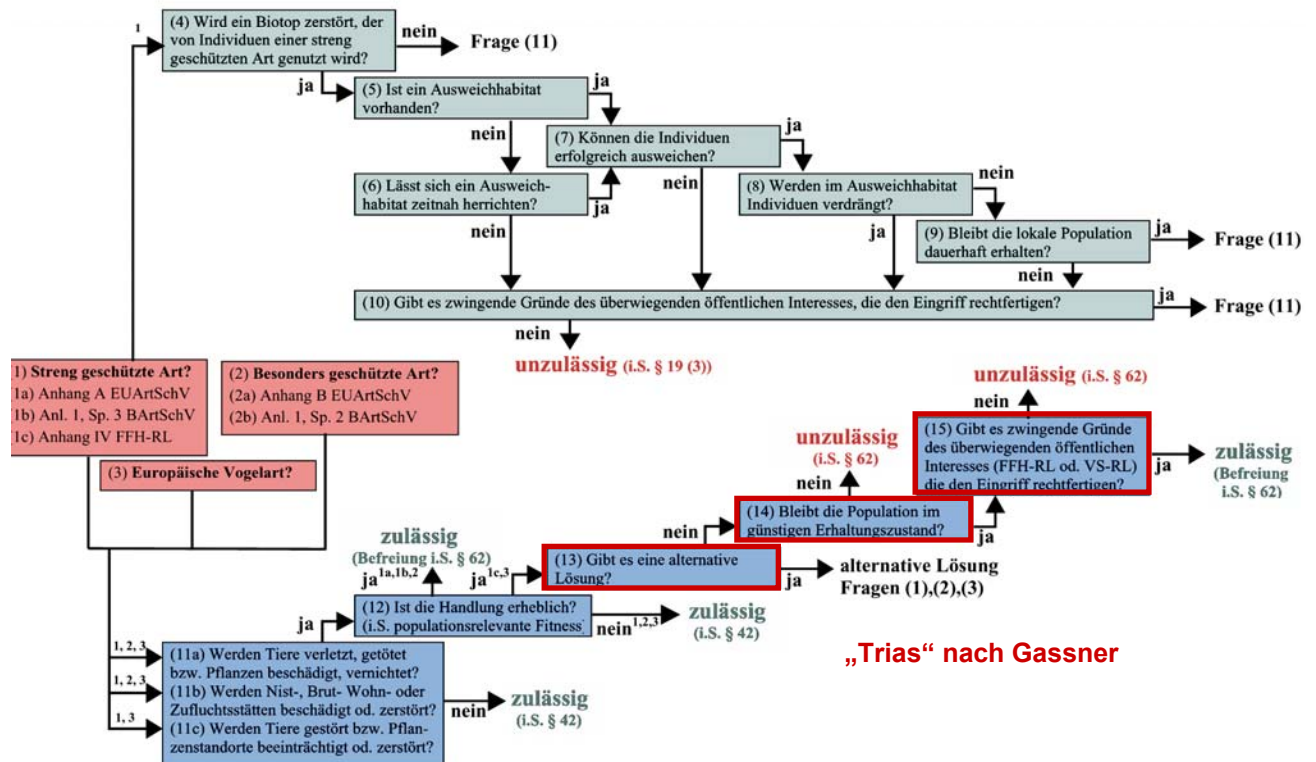 1
(4) Wird ein Biotop zerstört, der
von Individuen einer streng
geschützten Art genutzt wird?
nein
Frage (11)
ja
(5) Ist ein Ausweichhabitat
vorhanden?
ja
nein
(7) Können die Individuen
erfolgreich ausweichen?
ja
(6) Lässt sich ein Ausweich-
habitat zeitnah herrichten?
ja
nein
nein
(8) Werden im Ausweichhabitat
Individuen verdrängt?
nein
ja
(9) Bleibt die lokale Population
dauerhaft erhalten?
ja
Frage (11)
nein
(10) Gibt es zwingende Gründe des überwiegenden öffentlichen Interesses, die den Eingriff rechtfertigen?
ja
Frage (11)
nein
unzulässig (i.S. § 19 (3))
1) Streng geschützte Art?
1a) Anhang A EUArtSchV
1b) Anl. 1, Sp. 3 BArtSchV
1c) Anhang IV FFH-RL
(2) Besonders geschützte Art?
(2a) Anhang B EUArtSchV
(2b) Anl. 1, Sp. 2 BArtSchV
(3) Europäische Vogelart?
unzulässig (i.S. § 62)
nein
(15) Gibt es zwingende Gründe
des überwiegenden öffentlichen
Interesses (FFH-RL od. VS-RL)
die den Eingriff rechtfertigen?
ja
zulässig
(Befreiung
i.S. § 62)
unzulässig
(i.S. § 62)
nein
(14) Bleibt die Population im
günstigen Erhaltungszustand?
ja
nein
(13) Gibt es eine alternative
Lösung?
ja
alternative Lösung
Fragen (1),(2),(3)
zulässig
(Befreiung i.S. § 62)
ja1a,1b,2
ja1c,3
(12) Ist die Handlung erheblich?
(i.S. populationsrelevante Fitness)
nein1,2,3
zulässig
(i.S. § 42)
ja
1, 2, 3
(11a) Werden Tiere verletzt, getötet
bzw. Pflanzen beschädigt, vernichtet?
1, 2, 3
(11b) Werden Nist-, Brut- Wohn- oder
Zufluchtsstätten beschädigt od. zerstört?
1, 3
(11c) Werden Tiere gestört bzw. Pflan-
zenstandorte beeinträchtigt od. zerstört?
nein
zulässig
(i.S. § 42)
„Trias“ nach Gassner